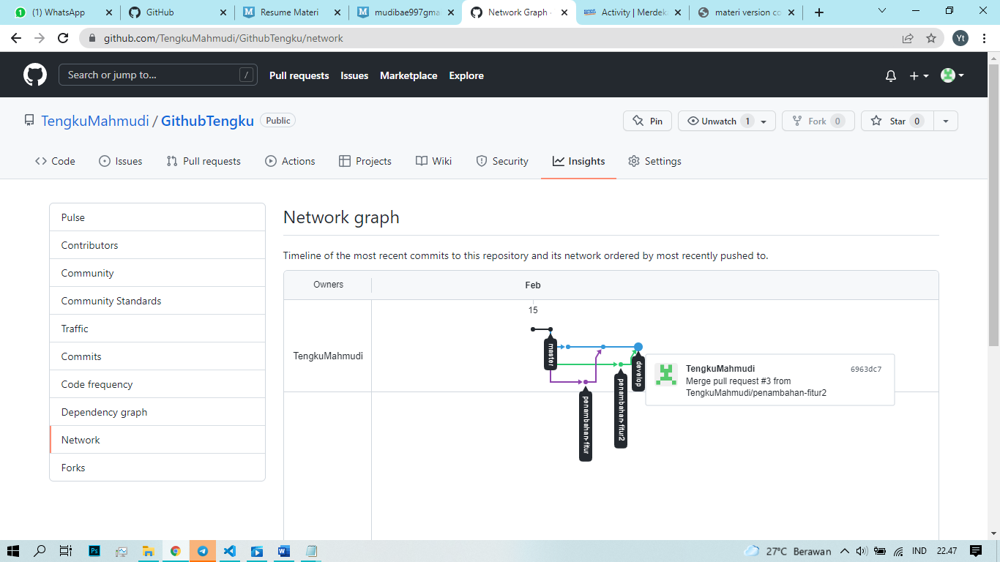 (1) WhatsApp
GitHub
Resume Materi
mudibae997gma
Network Graph ·
Activity | Merdek
materi version co
github.com/TengkuMahmudi/GithubTengku/network
Yt
Search or jump to...
/
Pull requests
Issues
Marketplace
Explore
TengkuMahmudi / GithubTengku
Public
Pin
Unwatch 1
Fork 0
Star 0
Code
Issues
Pull requests
Actions
Projects
Wiki
Security
Insights
Settings
Pulse
Contributors
Community
Community Standards
Traffic
Commits
Code frequency
Dependency graph
Network
Forks
Network graph
Timeline of the most recent commits to this repository and its network ordered by most recently pushed to.
Owners
Feb
15
TengkuMahmudi
master
develop
penambahan-fitur
penambahan-fitur2
TengkuMahmudi
6963dc7
Merge pull request #3 from
TengkuMahmudi/penambahan-fitur2
Ps
27°C Berawan
IND
22.47